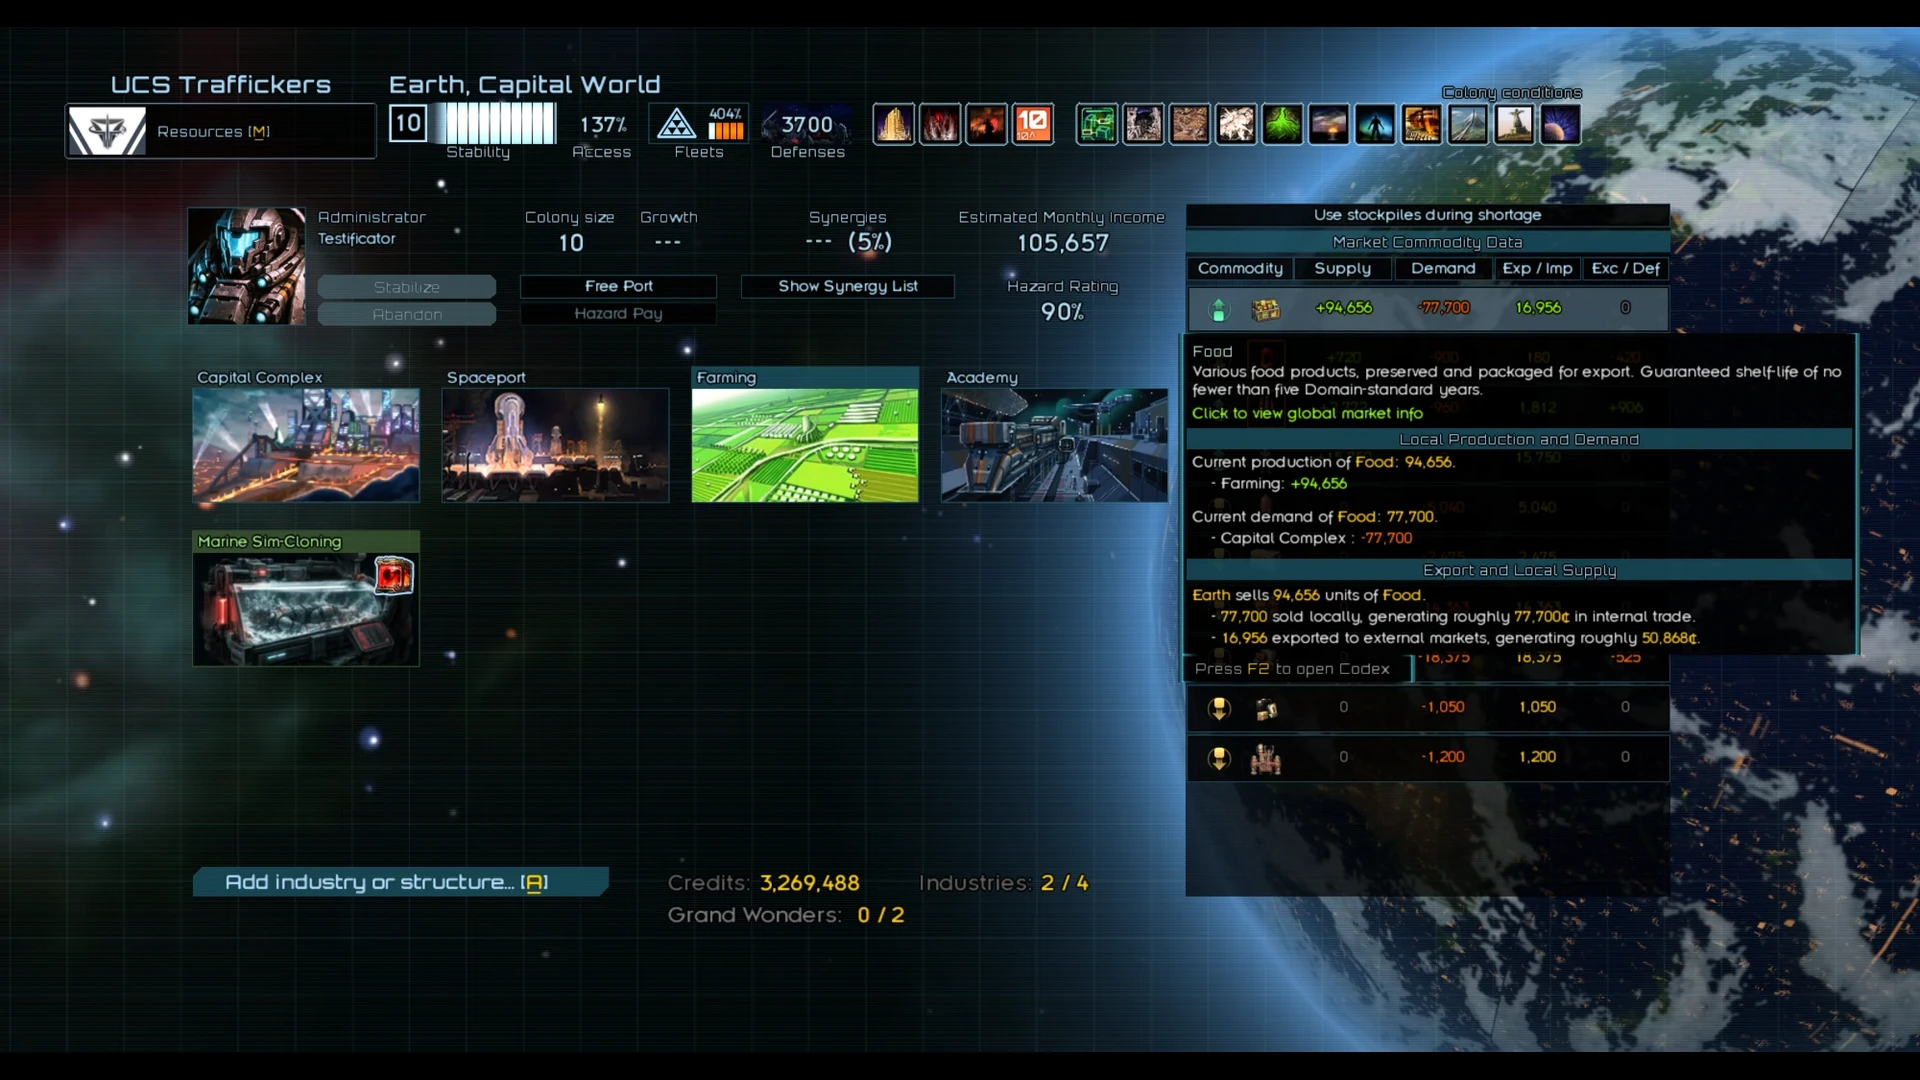 UCS Traffickers
Resources [M]
Earth, Capital World
10
Stability
137%
Access
404%
Fleets
3700
Defenses
10
Colony conditions
Administrator
Testificator
Stabilize
Abandon
Colony size
10
Growth
---
Free Port
Hazard Pay
Synergies
--- (5%)
Show Synergy List
Estimated Monthly Income
105,657
Hazard Rating
90%
Use stockpiles during shortage
Market Commodity Data
Commodity Supply Demand Exp / Imp Exc / Def
+94,656 -77,700 16,956 0
Food
Various food products, preserved and packaged for export. Guaranteed shelf-life of no
fewer than five Domain-standard years.
Click to view global market info
Local Production and Demand
Current production of Food: 94,656.
- Farming: +94,656
Current demand of Food: 77,700.
- Capital Complex : -77,700
Export and Local Supply
Earth sells 94,656 units of Food.
- 77,700 sold locally, generating roughly 77,700¢ in internal trade.
- 16,956 exported to external markets, generating roughly 50,868¢.
Press F2 to open Codex
-18,375 18,375 -525
0 -1,050 1,050 0
0 -1,200 1,200 0
Capital Complex
Spaceport
Farming
Academy
Marine Sim-Cloning
Add industry or structure... [A]
Credits: 3,269,488
Industries: 2 / 4
Grand Wonders: 0 / 2